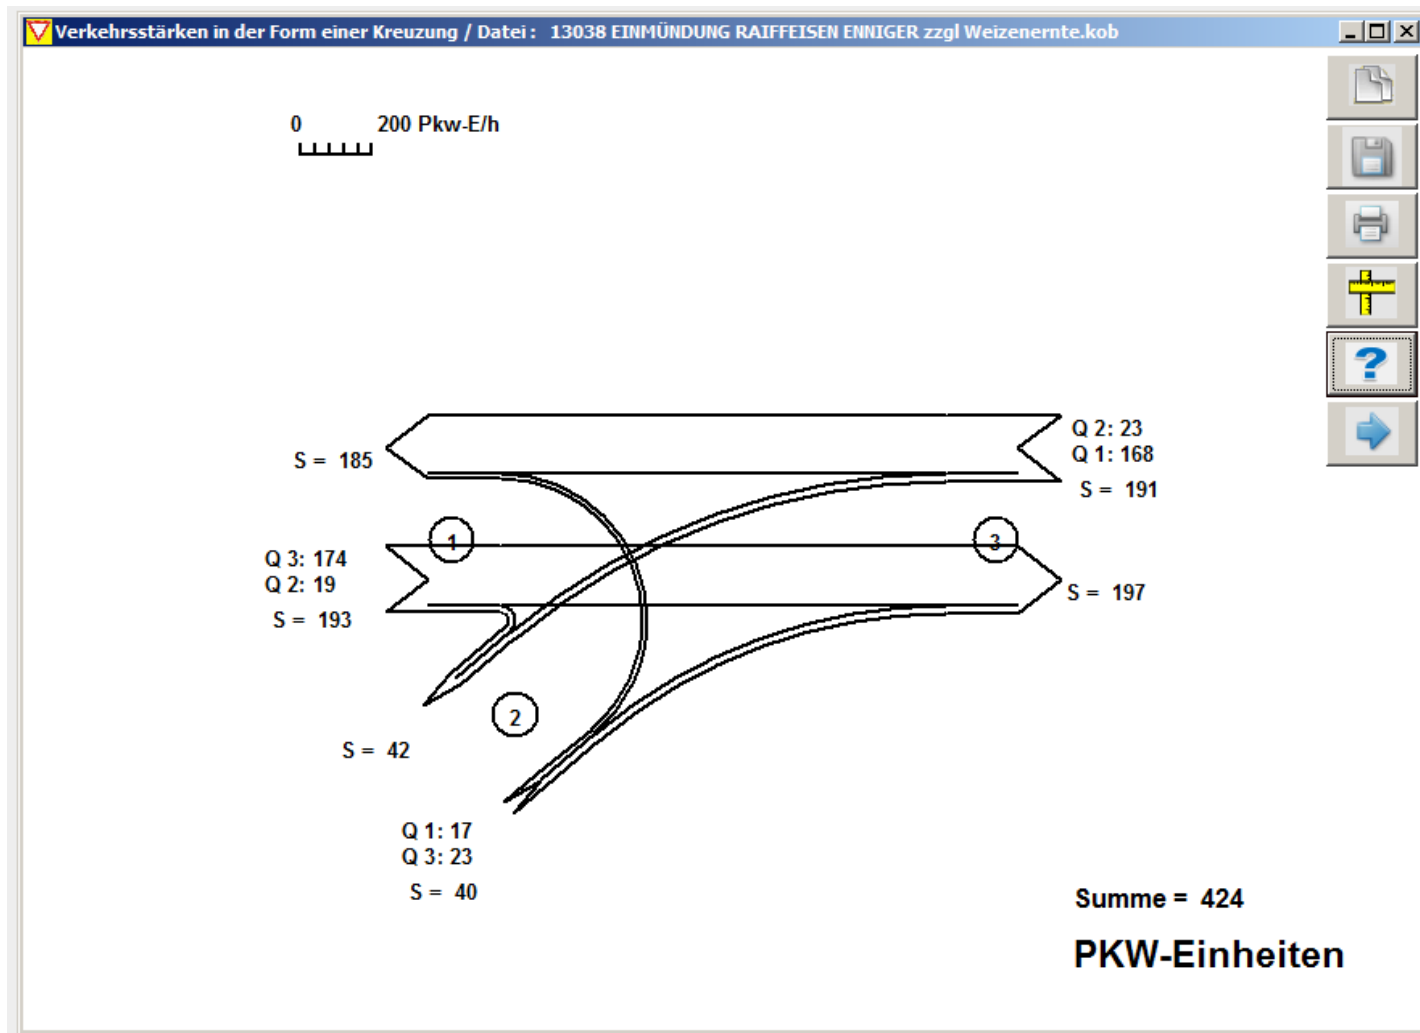 Verkehrsstärken in der Form einer Kreuzung / Datei : 13038 EINMÜNDUNG RAIFFEISEN ENNIGER zzgl Weizenernte.kob
0 200 Pkw-E/h
Q 2: 23
Q 1: 168
S = 191
S = 185
1
3
Q 3: 174
Q 2: 19
S = 193
S = 197
2
S = 42
Q 1: 17
Q 3: 23
S = 40
Summe = 424
PKW-Einheiten